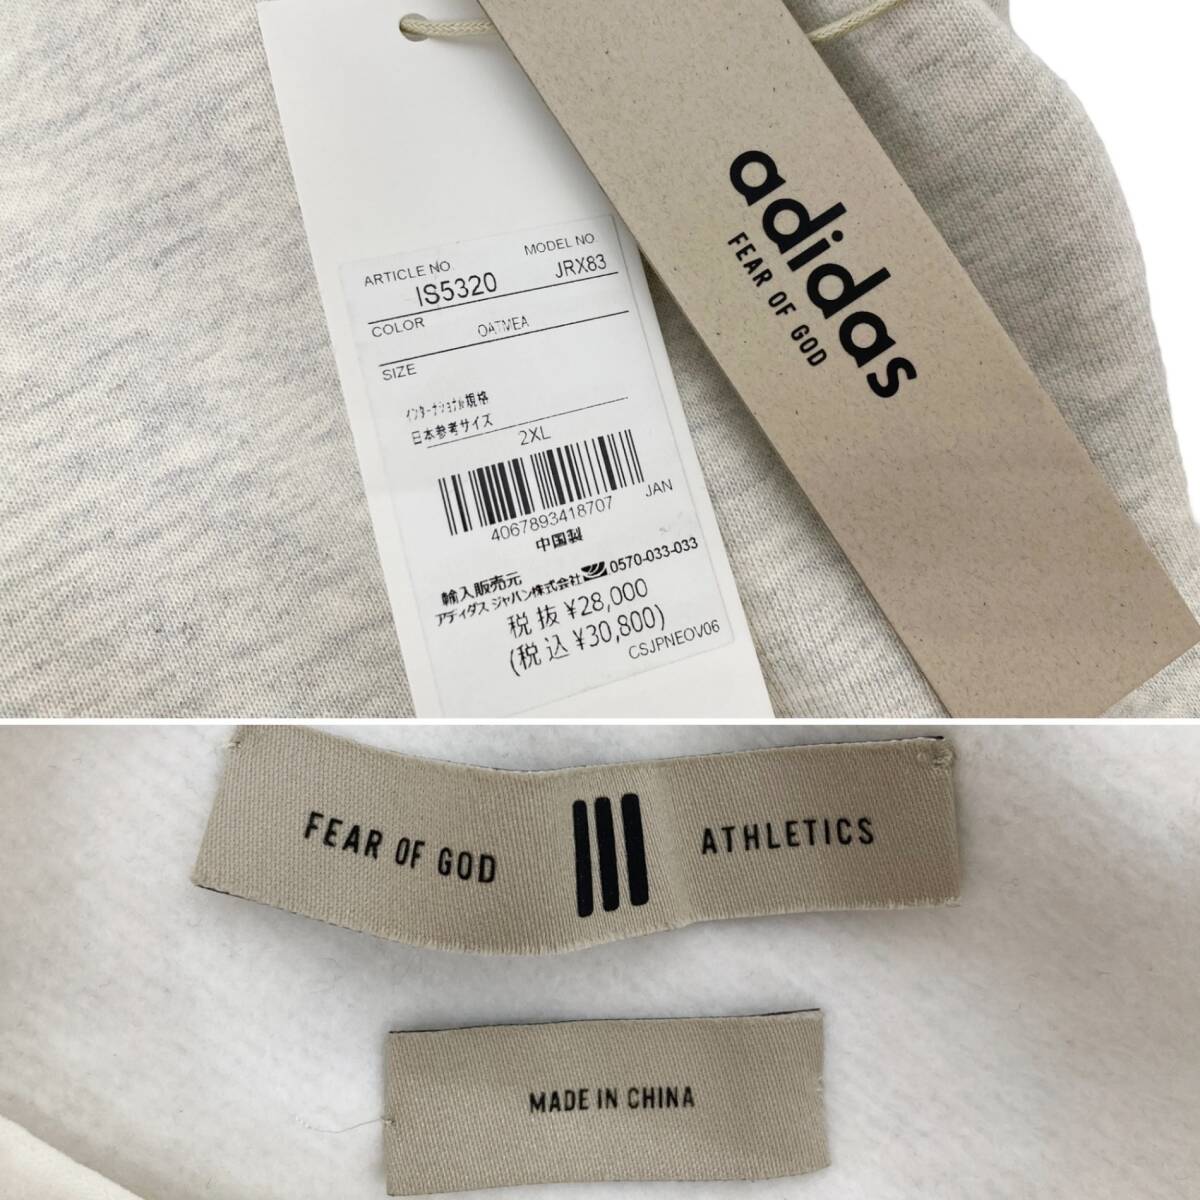 ARTICLE NO.
MODEL NO.
IS5320
JRX83
COLOR
OATMEA
SIZE
インターナショナル規格
日本参考サイズ
2XL
JAN
4067893418707
中国製
輸入販売元
アディダス ジャパン株式会社 0570-033-033
税抜 ¥28,000
(税込 ¥30,800)
CSJPNEOV06
adidas
FEAR OF GOD
FEAR OF GOD ATHLETICS
MADE IN CHINA